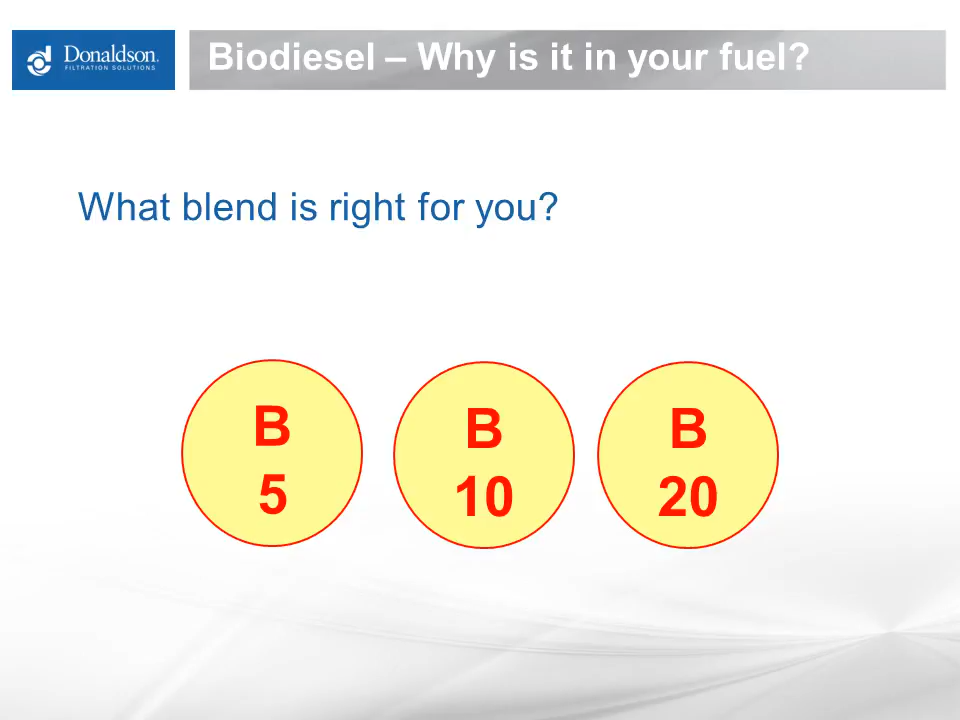 Donaldson.
FILTRATION SOLUTIONS
Biodiesel – Why is it in your fuel?
What blend is right for you?
B
5
B
10
B
20